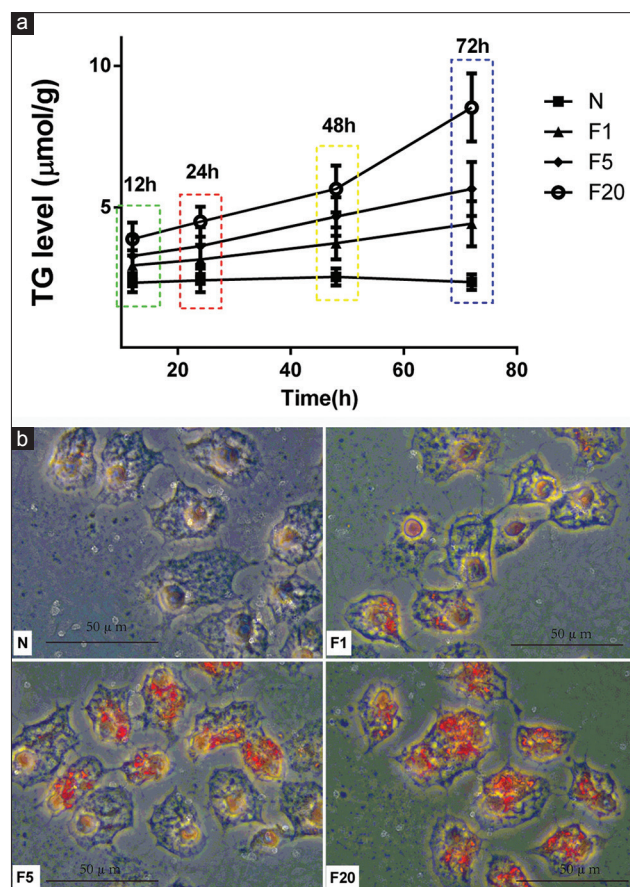 a
10
5
TG level (μmol/g)
12h
24h
48h
72h
N
F1
F5
F20
20
40
60
80
Time(h)
b
50 μ m
N
50 μ m
F1
50 μ m
F5
50 μ m
F20